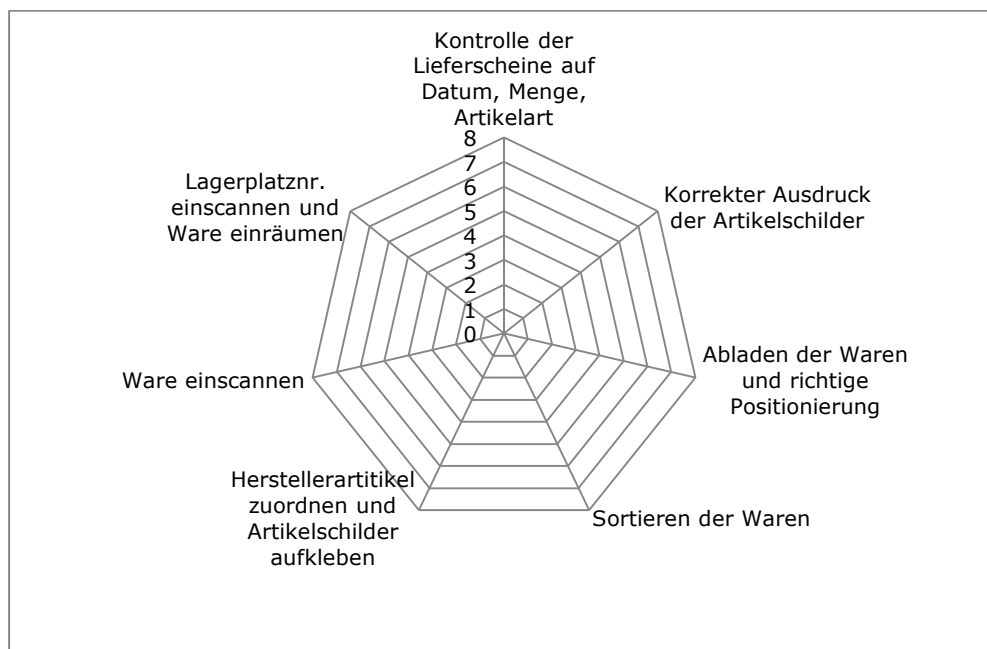 Kontrolle der
Lieferscheine auf
Datum, Menge,
Artikelart
8
7
6
5
4
3
2
1
0
Korrekter Ausdruck
der Artikelschilder
Abladen der Waren
und richtige
Positionierung
Sortieren der Waren
Herstellerartitikel
zuordnen und
Artikelschilder
aufkleben
Ware einscannen
Lagerplatznr.
einscannen und
Ware einräumen